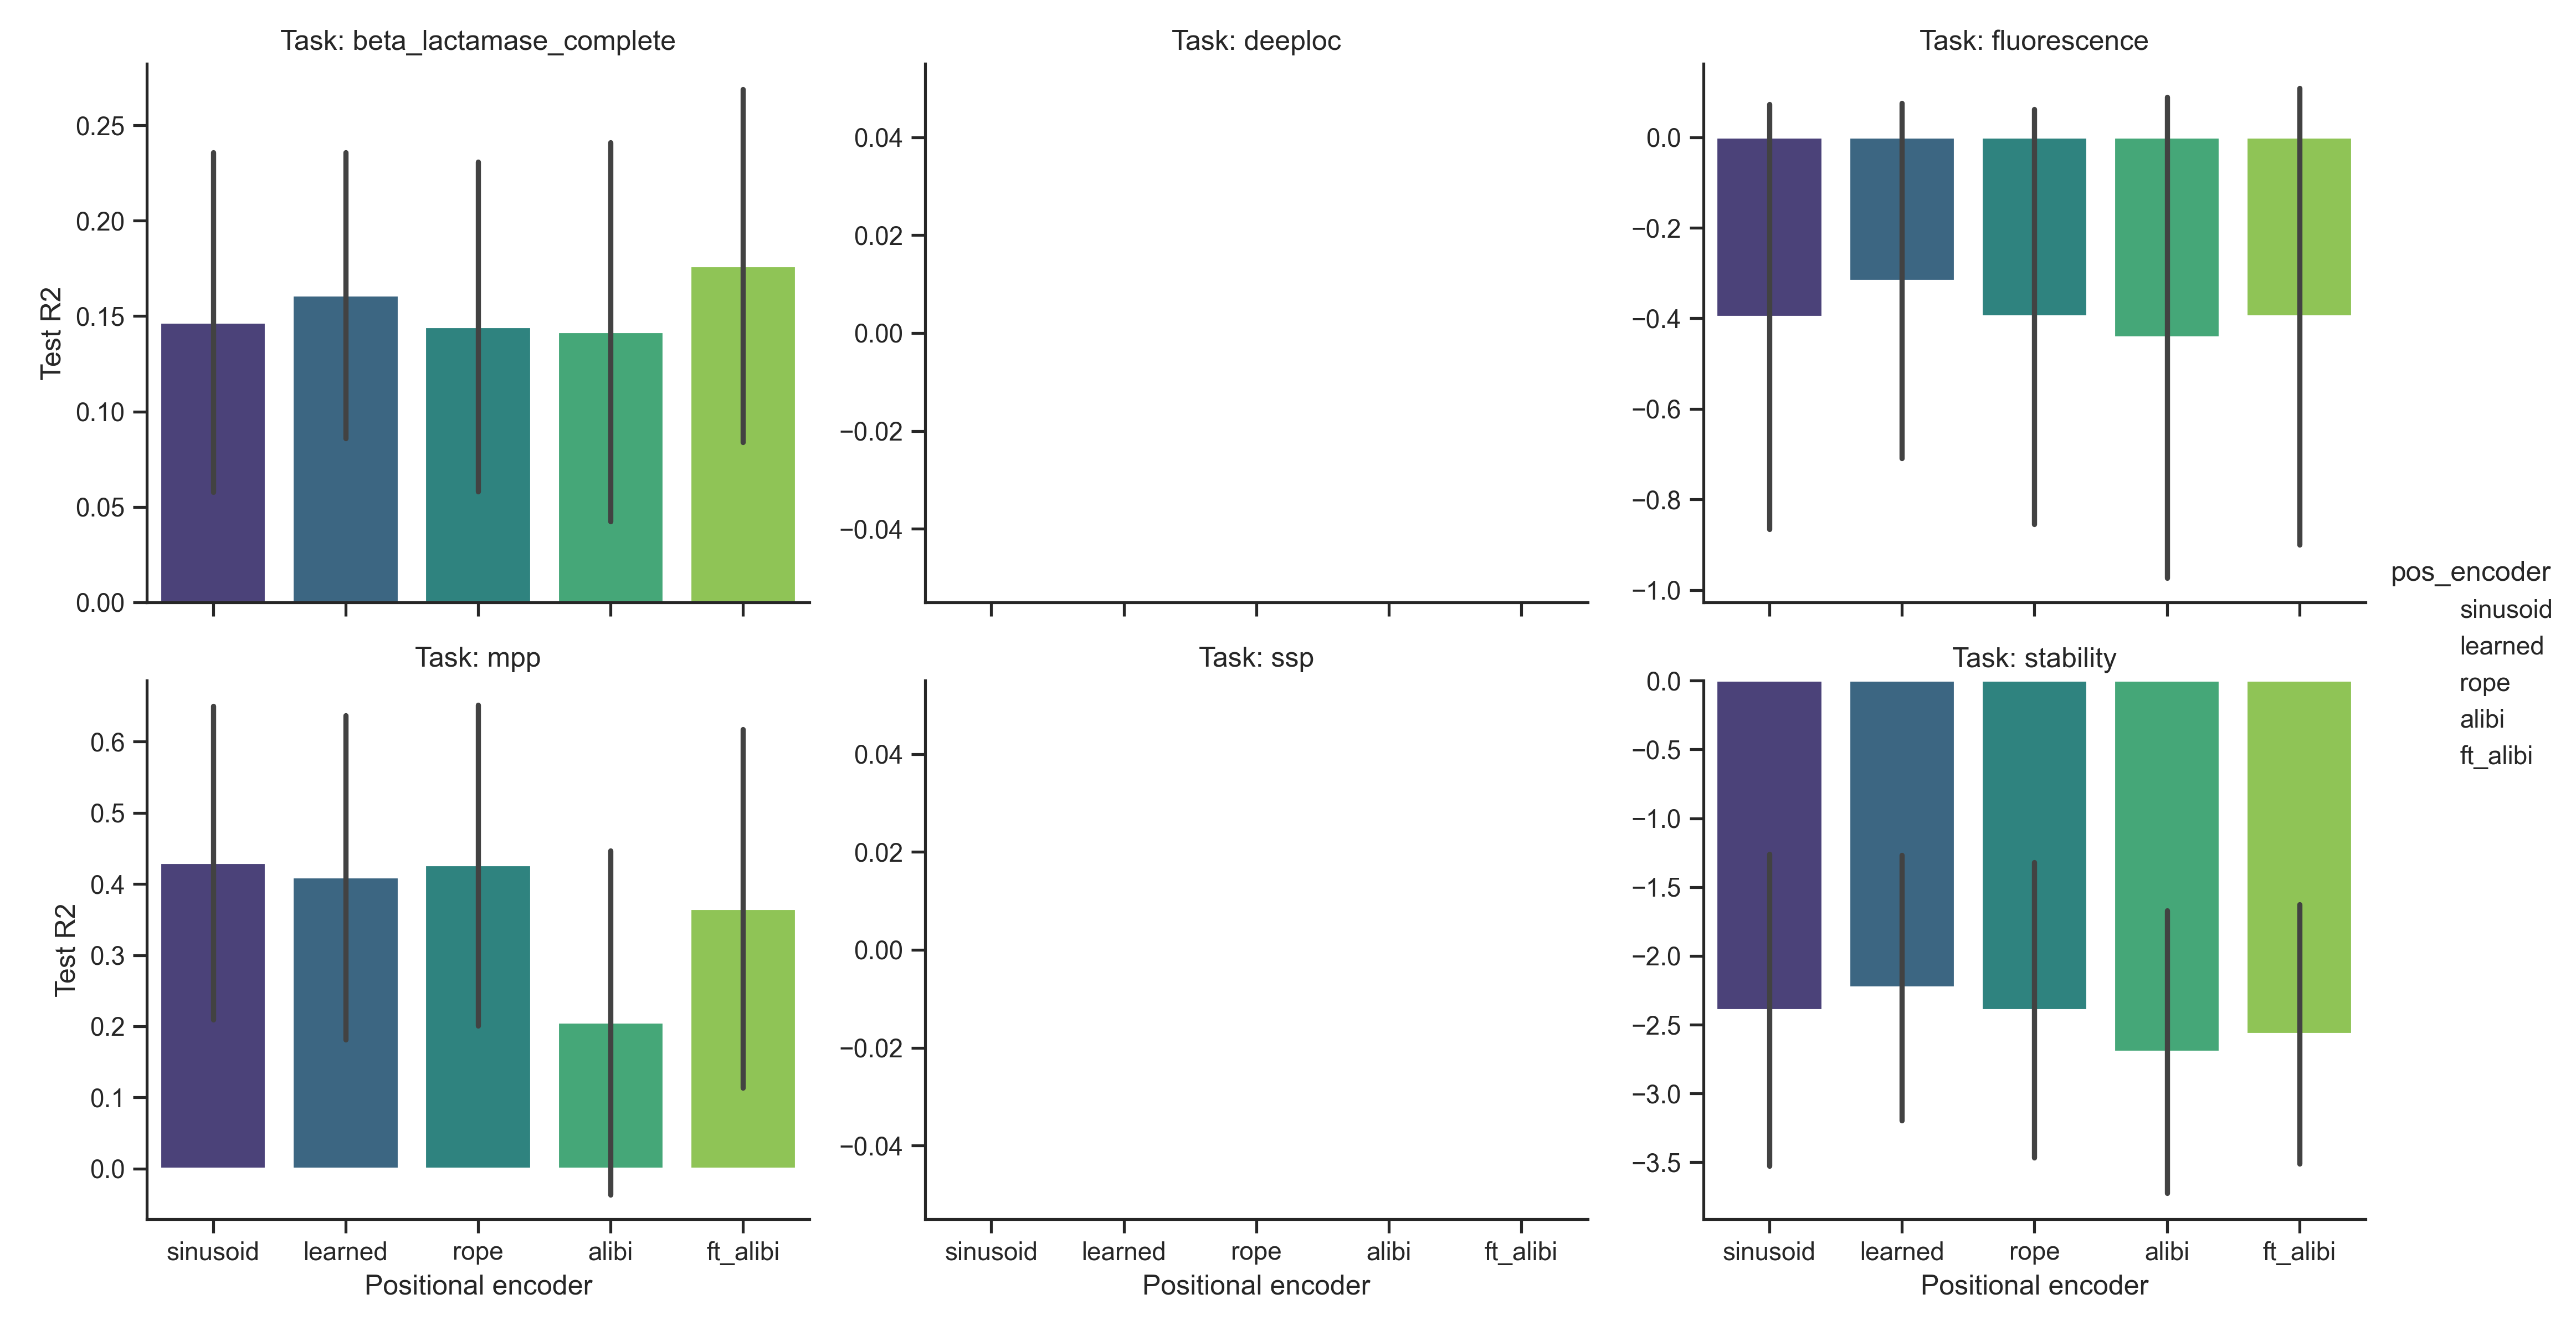 Task: beta_lactamase_complete
Test R2
0.25
0.20
0.15
0.10
0.05
0.00
Task: deeploc
0.04
0.02
0.00
−0.02
−0.04
Task: fluorescence
0.0
−0.2
−0.4
−0.6
−0.8
−1.0
Task: mpp
Test R2
0.6
0.5
0.4
0.3
0.2
0.1
0.0
sinusoid learned rope alibi ft_alibi
Positional encoder
Task: ssp
0.04
0.02
0.00
−0.02
−0.04
sinusoid learned rope alibi ft_alibi
Positional encoder
Task: stability
0.0
−0.5
−1.0
−1.5
−2.0
−2.5
−3.0
−3.5
sinusoid learned rope alibi ft_alibi
Positional encoder
pos_encoder
sinusoid
learned
rope
alibi
ft_alibi